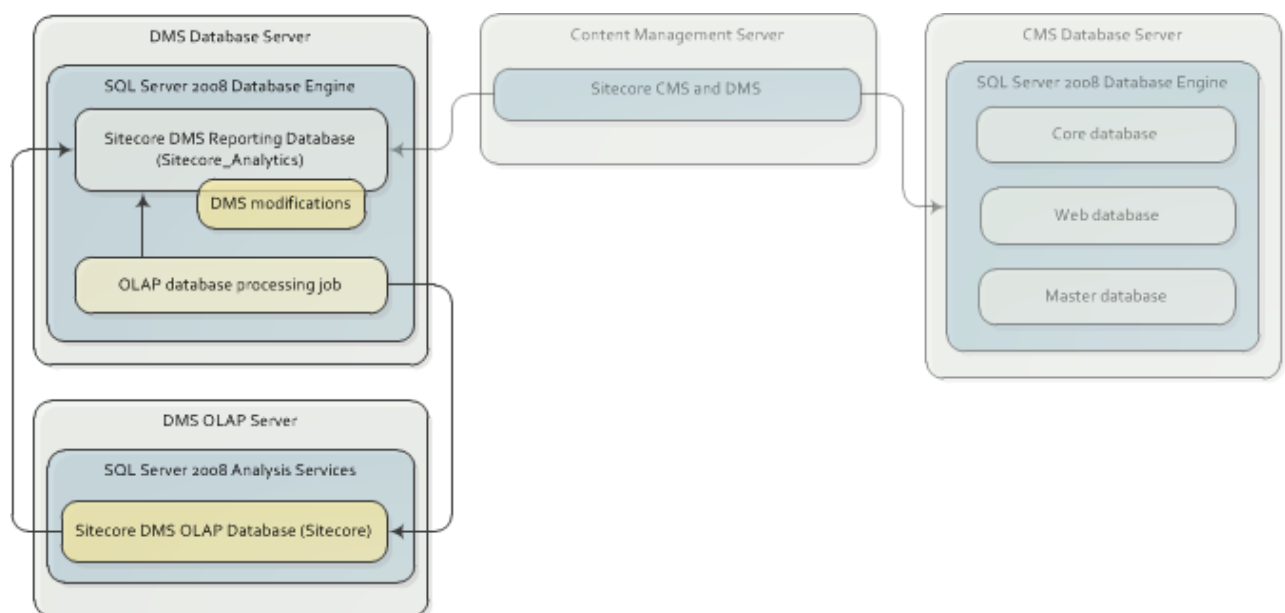 DMS Database Server
SQL Server 2008 Database Engine
Sitecore DMS Reporting Database
(Sitecore_Analytics)
DMS modifications
OLAP database processing job
DMS OLAP Server
SQL Server 2008 Analysis Services
Sitecore DMS OLAP Database (Sitecore)
Content Management Server
Sitecore CMS and DMS
CMS Database Server
SQL Server 2008 Database Engine
Core database
Web database
Master database